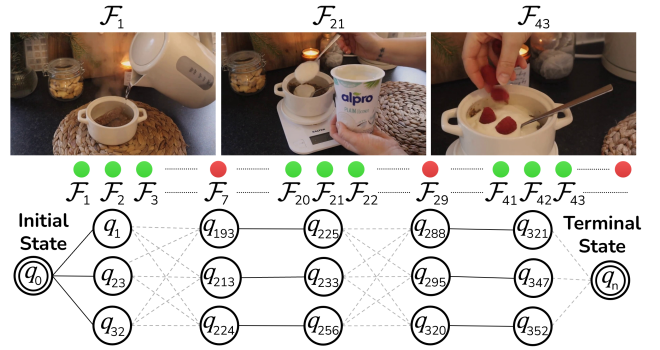 F1 F21 F43
alpro
F1 F2 F3 F7 F20 F21 F22 F29 F41 F42 F43
Initial
State
Terminal
State
q1 q193 q225 q288 q321
q0 q23 q213 q233 q295 q347 qn
q32 q224 q256 q320 q352